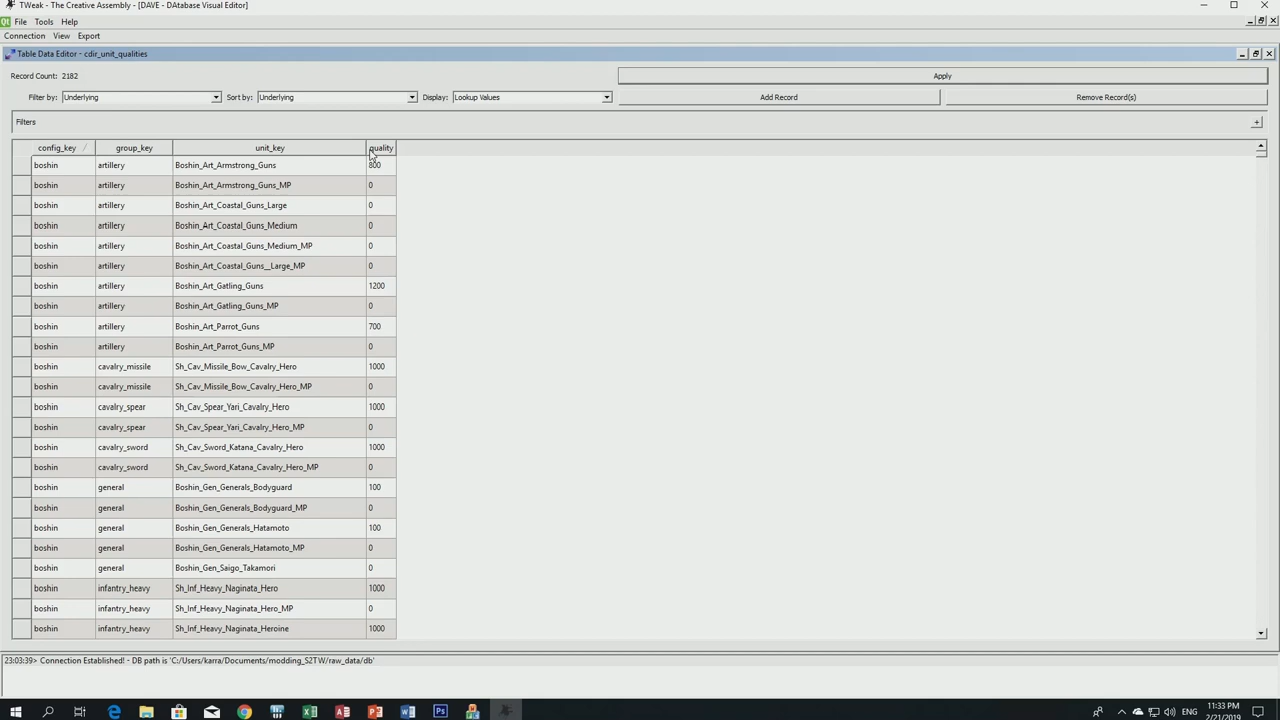 TWeak - The Creative Assembly - [DAVE - DAtabase Visual Editor]
Qt File Tools Help
Connection View Export
Table Data Editor - cdir_unit_qualities
Record Count: 2182 Apply
Filter by: Underlying Sort by: Underlying Display: Lookup Values Add Record Remove Record(s)
Filters +
config_key group_key unit_key quality
boshin artillery Boshin_Art_Armstrong_Guns 800
boshin artillery Boshin_Art_Armstrong_Guns_MP 0
boshin artillery Boshin_Art_Coastal_Guns_Large 0
boshin artillery Boshin_Art_Coastal_Guns_Medium 0
boshin artillery Boshin_Art_Coastal_Guns_Medium_MP 0
boshin artillery Boshin_Art_Coastal_Guns__Large_MP 0
boshin artillery Boshin_Art_Gatling_Guns 1200
boshin artillery Boshin_Art_Gatling_Guns_MP 0
boshin artillery Boshin_Art_Parrot_Guns 700
boshin artillery Boshin_Art_Parrot_Guns_MP 0
boshin cavalry_missile Sh_Cav_Missile_Bow_Cavalry_Hero 1000
boshin cavalry_missile Sh_Cav_Missile_Bow_Cavalry_Hero_MP 0
boshin cavalry_spear Sh_Cav_Spear_Yari_Cavalry_Hero 1000
boshin cavalry_spear Sh_Cav_Spear_Yari_Cavalry_Hero_MP 0
boshin cavalry_sword Sh_Cav_Sword_Katana_Cavalry_Hero 1000
boshin cavalry_sword Sh_Cav_Sword_Katana_Cavalry_Hero_MP 0
boshin general Boshin_Gen_Generals_Bodyguard 100
boshin general Boshin_Gen_Generals_Bodyguard_MP 0
boshin general Boshin_Gen_Generals_Hatamoto 100
boshin general Boshin_Gen_Generals_Hatamoto_MP 0
boshin general Boshin_Gen_Saigo_Takamori 0
boshin infantry_heavy Sh_Inf_Heavy_Naginata_Hero 1000
boshin infantry_heavy Sh_Inf_Heavy_Naginata_Hero_MP 0
boshin infantry_heavy Sh_Inf_Heavy_Naginata_Heroine 1000
23:03:39> Connection Established! - DB path is 'C:/Users/karra/Documents/modding_S2TW/raw_data/db'
ENG 11:33 PM
2/21/2019